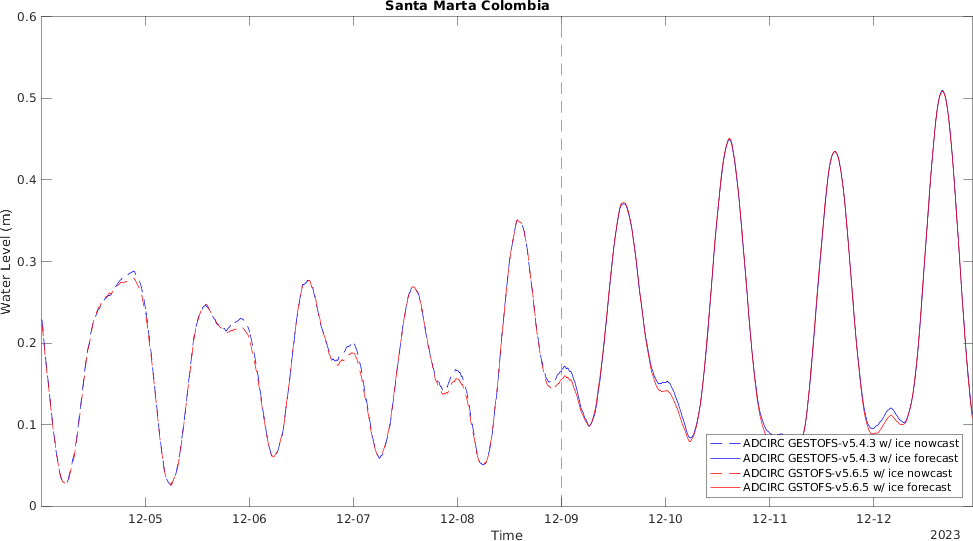 Santa Marta Colombia
0.6
0.5
0.4
0.3
0.2
0.1
0
Water Level (m)
12-05
12-06
12-07
12-08
12-09
12-10
12-11
12-12
Time
2023
ADCIRC GESTOFS-v5.4.3 w/ ice nowcast
ADCIRC GESTOFS-v5.4.3 w/ ice forecast
ADCIRC GSTOFS-v5.6.5 w/ ice nowcast
ADCIRC GSTOFS-v5.6.5 w/ ice forecast